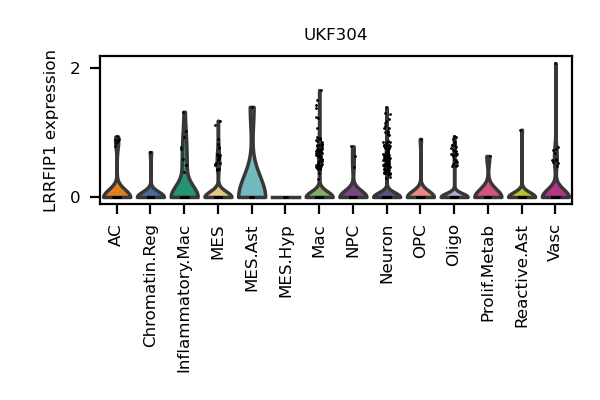 UKF304
LRRFIP1 expression
2
0
AC
Chromatin.Reg
Inflammatory.Mac
MES
MES.Ast
MES.Hyp
Mac
NPC
Neuron
OPC
Oligo
Prolif.Metab
Reactive.Ast
Vasc